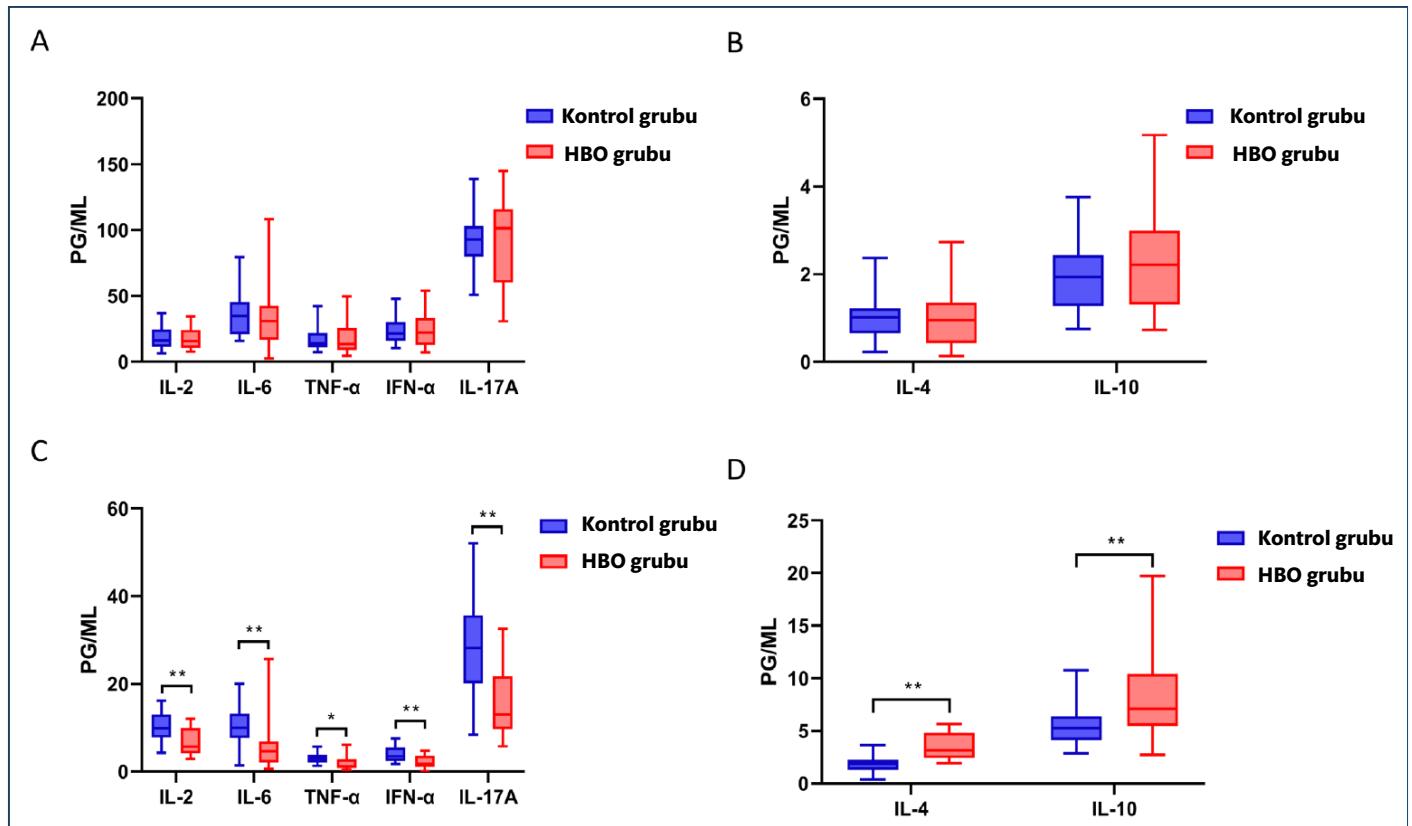 A
200
150
100
50
0
PG/ML
Kontrol grubu
HBO grubu
IL-2 IL-6 TNF-α IFN-α IL-17A
B
6
4
2
0
PG/ML
Kontrol grubu
HBO grubu
IL-4 IL-10
C
60
40
20
0
PG/ML
Kontrol grubu
HBO grubu
** ** * ** **
IL-2 IL-6 TNF-α IFN-α IL-17A
D
25
20
15
10
5
0
PG/ML
Kontrol grubu
HBO grubu
** **
IL-4 IL-10